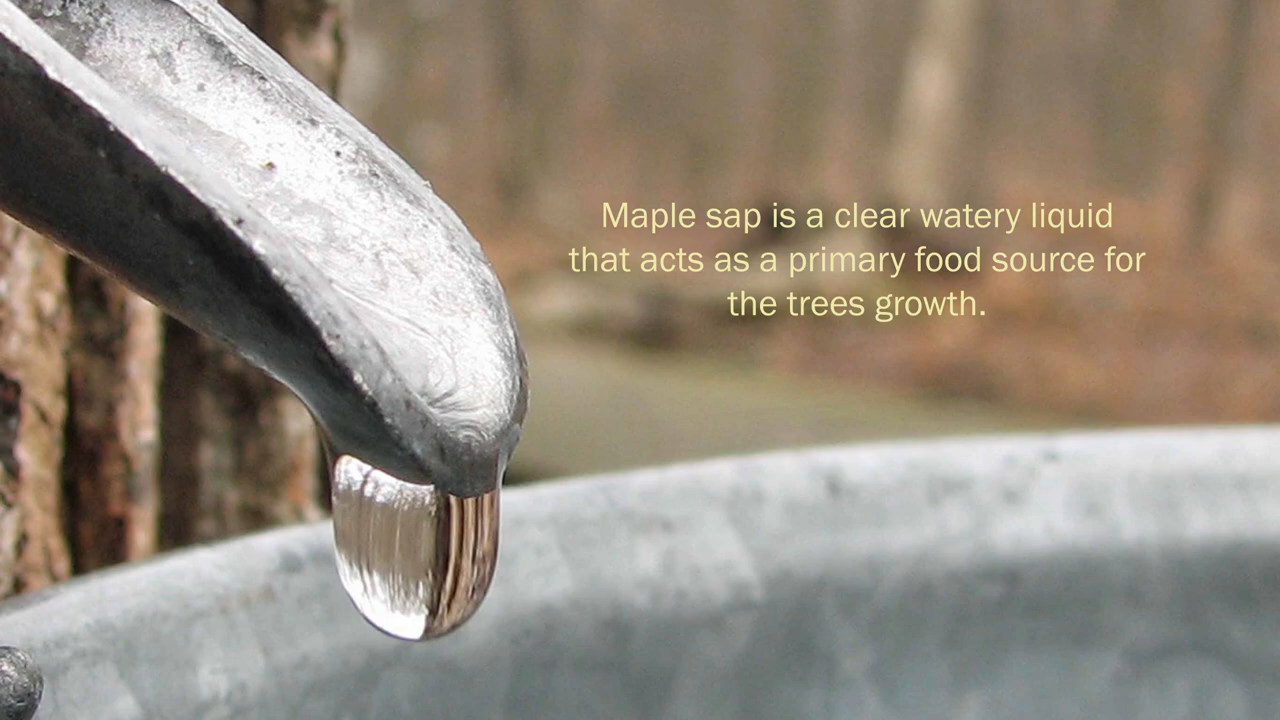 Maple sap is a clear watery liquid
that acts as a primary food source for
the trees growth.